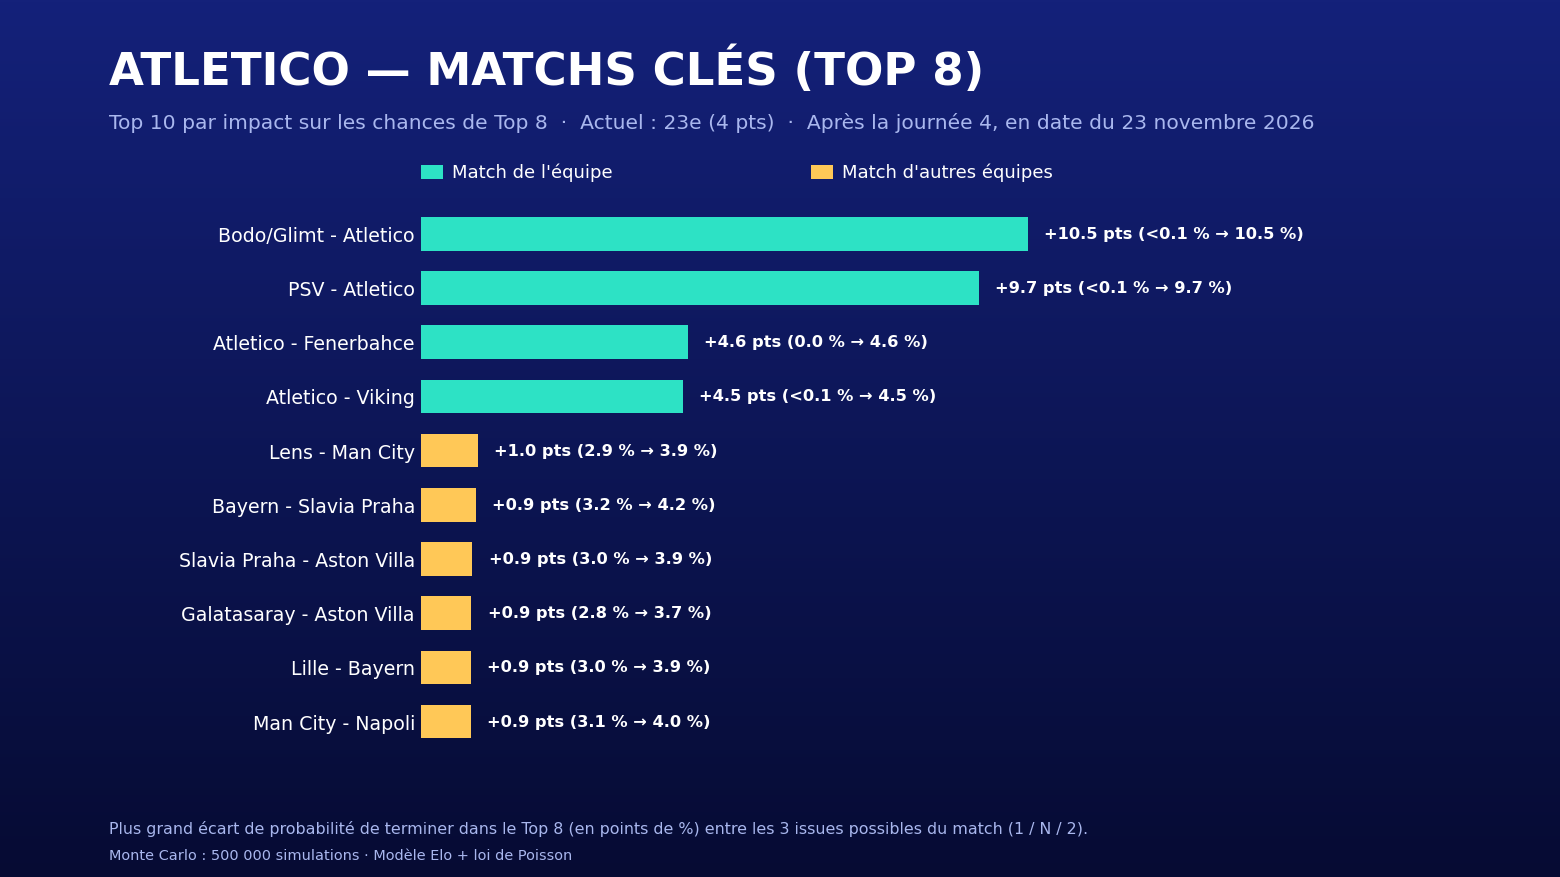 ATLETICO — MATCHS CLÉS (TOP 8)
Top 10 par impact sur les chances de Top 8 · Actuel : 23e (4 pts) · Après la journée 4, en date du 23 novembre 2026
Match de l'équipe
Match d'autres équipes
Bodo/Glimt - Atletico +10.5 pts (<0.1 % → 10.5 %)
PSV - Atletico +9.7 pts (<0.1 % → 9.7 %)
Atletico - Fenerbahce +4.6 pts (0.0 % → 4.6 %)
Atletico - Viking +4.5 pts (<0.1 % → 4.5 %)
Lens - Man City +1.0 pts (2.9 % → 3.9 %)
Bayern - Slavia Praha +0.9 pts (3.2 % → 4.2 %)
Slavia Praha - Aston Villa +0.9 pts (3.0 % → 3.9 %)
Galatasaray - Aston Villa +0.9 pts (2.8 % → 3.7 %)
Lille - Bayern +0.9 pts (3.0 % → 3.9 %)
Man City - Napoli +0.9 pts (3.1 % → 4.0 %)
Plus grand écart de probabilité de terminer dans le Top 8 (en points de %) entre les 3 issues possibles du match (1 / N / 2).
Monte Carlo : 500 000 simulations · Modèle Elo + loi de Poisson